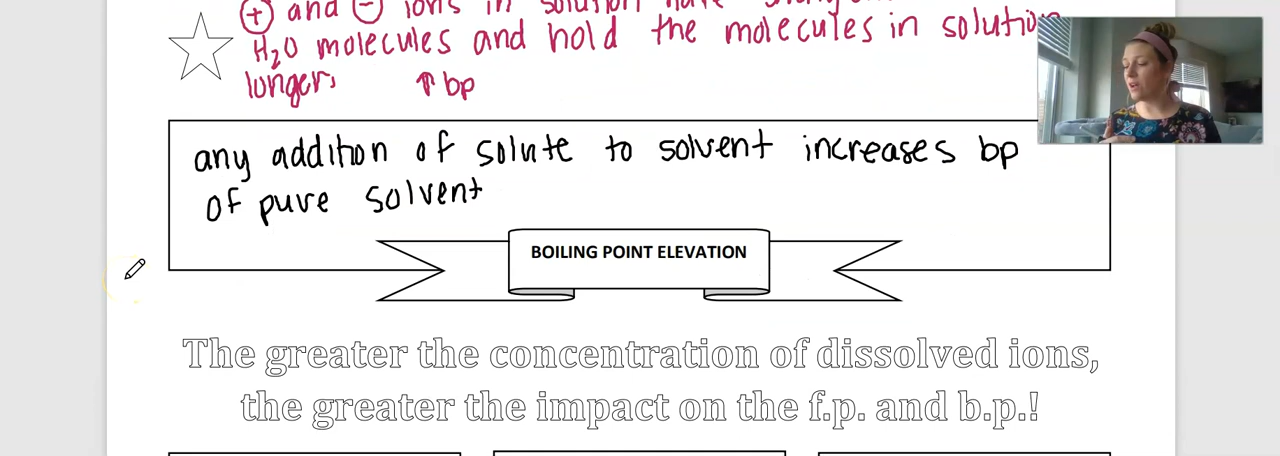 ⊕ and ⊖ ions in solution have
H₂O molecules and hold the molecules in solution
longer, ↑ bp
any addition of solute to solvent increases bp
of pure solvent
BOILING POINT ELEVATION
The greater the concentration of dissolved ions,
the greater the impact on the f.p. and b.p.!